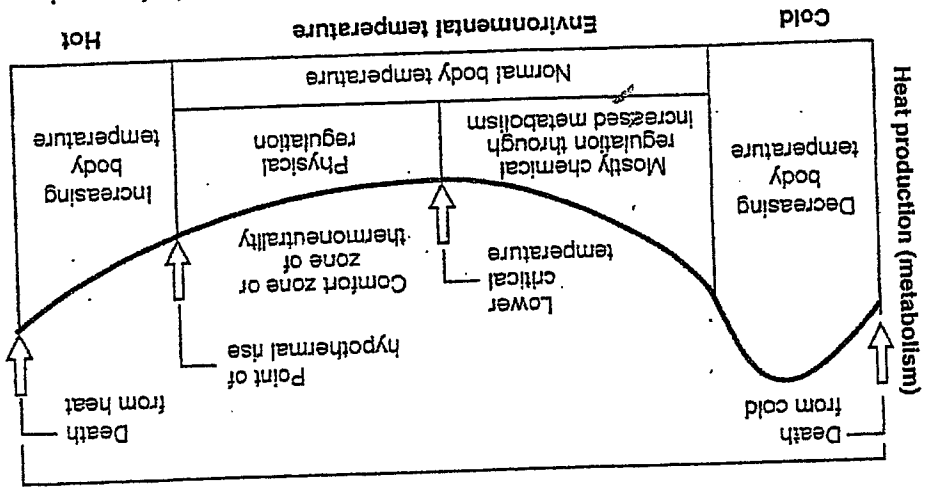 Heat production (metabolism)
Death
from cold
Death
from heat
Point of
hypothermal rise
Lower
critical
temperature
Comfort zone or
zone of
thermoneutrality
Decreasing
body
temperature
Mostly chemical
regulation through
increased metabolism
Physical
regulation
Increasing
body
temperature
Normal body temperature
Cold
Environmental temperature
Hot